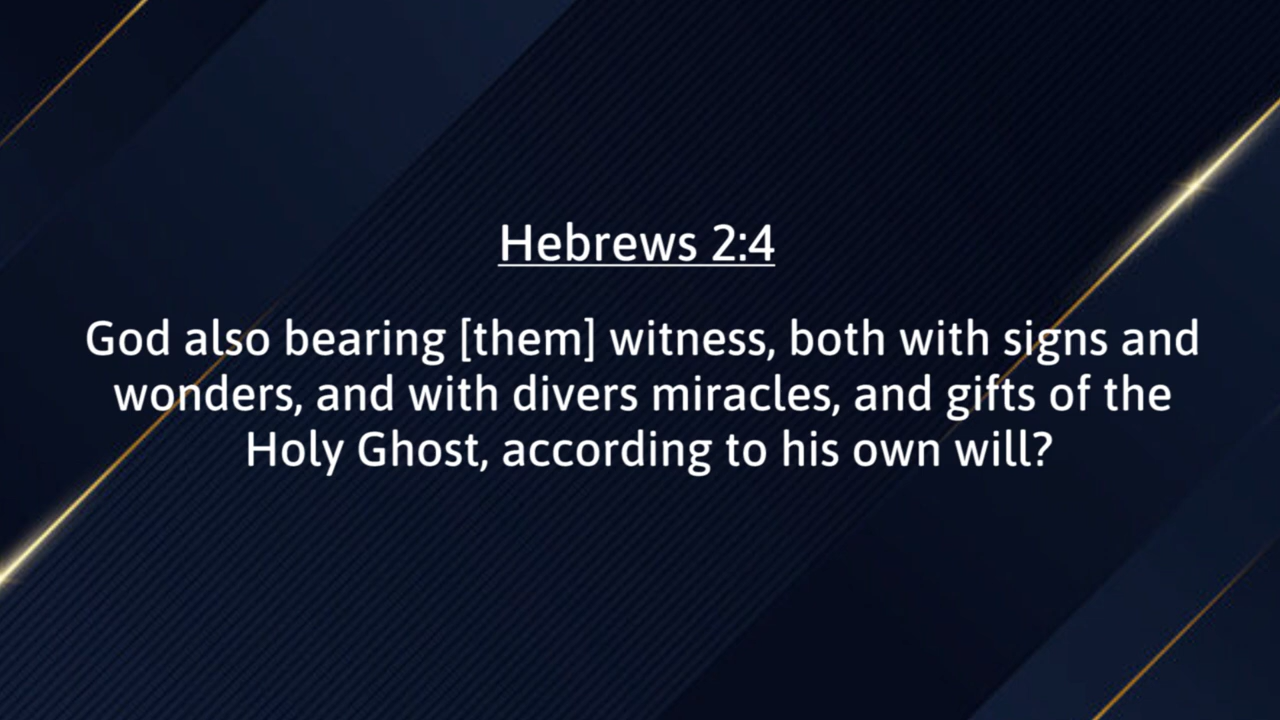 Hebrews 2:4
God also bearing [them] witness, both with signs and
wonders, and with divers miracles, and gifts of the
Holy Ghost, according to his own will?